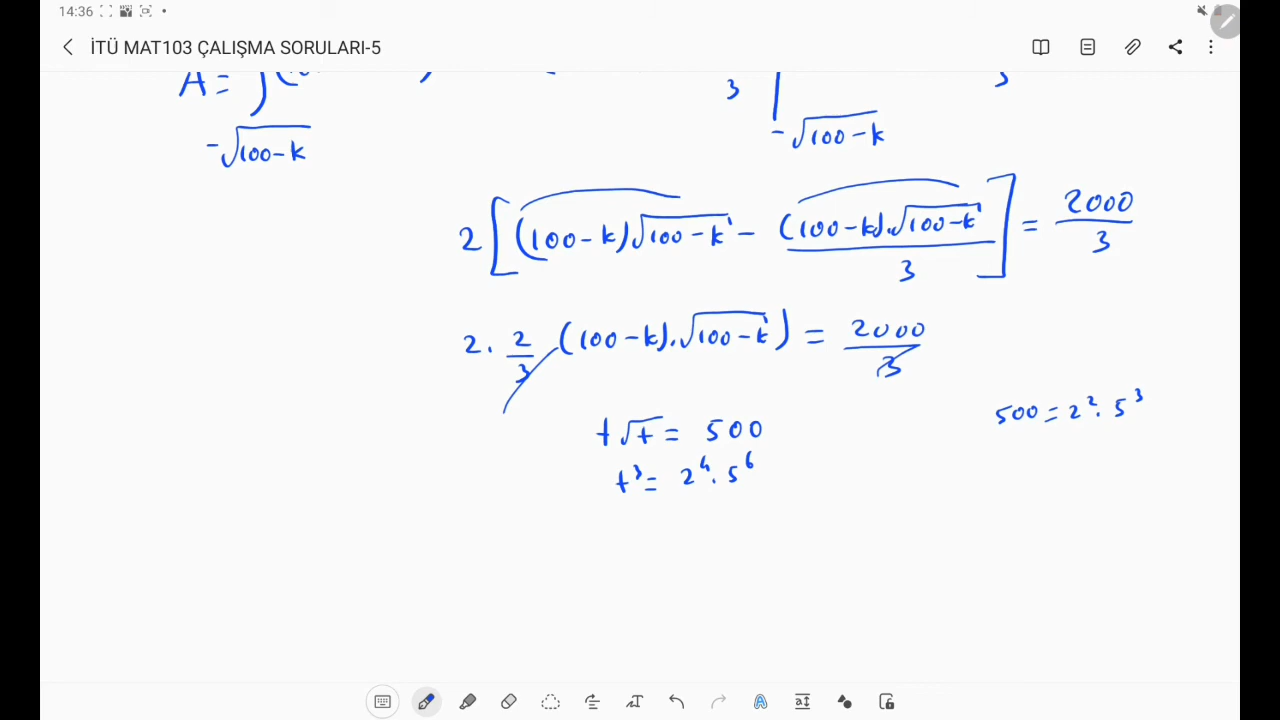 14:36
İTÜ MAT103 ÇALIŞMA SORULARI-5
A =
3
3
-√(100-k)
-√(100-k)
2[(100-k)√(100-k) - (100-k).√(100-k)/3] = 2000/3
2. 2/3 (100-k).√(100-k)) = 2000/3
500 = 2².5³
t√t = 500
t³ = 2⁴.5⁶